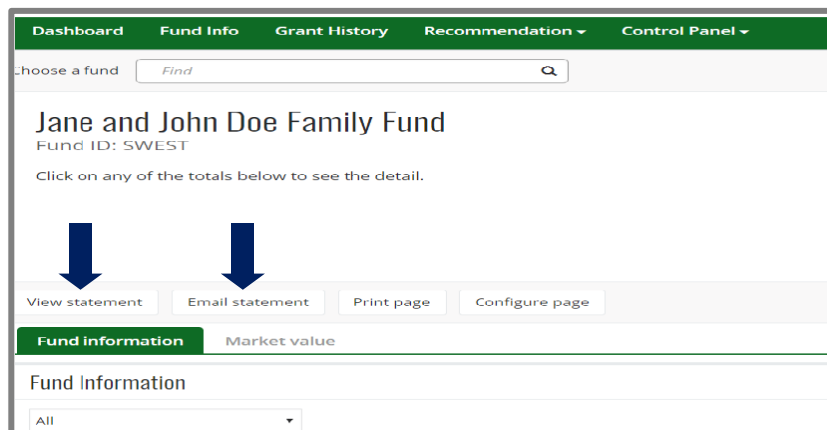 Dashboard Fund Info Grant History Recommendation Control Panel
Choose a fund Find
Jane and John Doe Family Fund
Fund ID: SWEST
Click on any of the totals below to see the detail.
View statement Email statement Print page Configure page
Fund information Market value
Fund Information
All